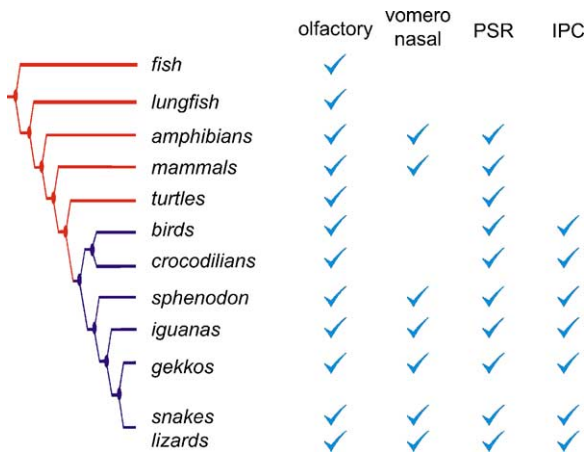 olfactory vomero nasal PSR IPC
fish
lungfish
amphibians
mammals
turtles
birds
crocodilians
sphenodon
iguanas
gekkos
snakes
lizards